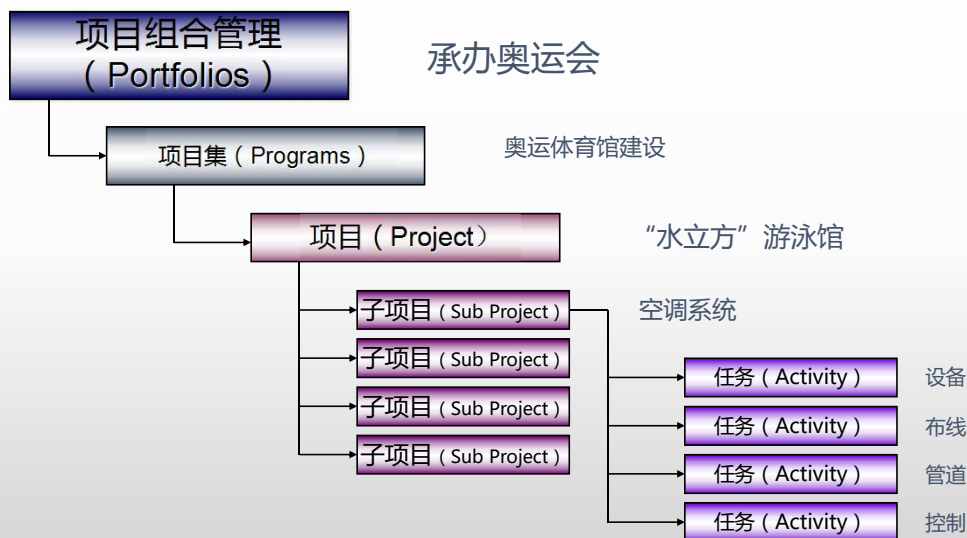 项目组合管理
（Portfolios）
承办奥运会
项目集（Programs）
奥运体育馆建设
项目（Project）
“水立方”游泳馆
子项目（Sub Project）
空调系统
子项目（Sub Project）
任务（Activity）
设备
子项目（Sub Project）
任务（Activity）
布线
子项目（Sub Project）
任务（Activity）
管道
任务（Activity）
控制